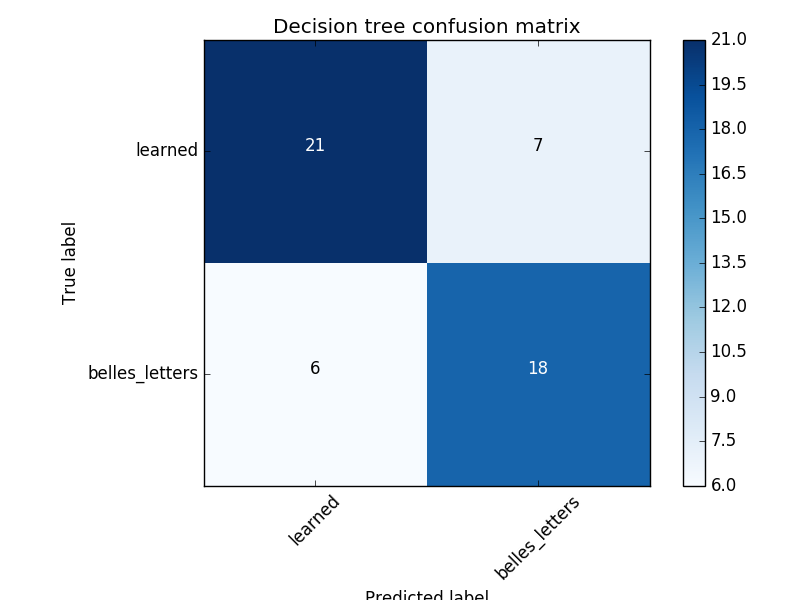 Decision tree confusion matrix
True label
learned
belles_letters
21
7
6
18
learned
belles_letters
Predicted label
21.0
19.5
18.0
16.5
15.0
13.5
12.0
10.5
9.0
7.5
6.0